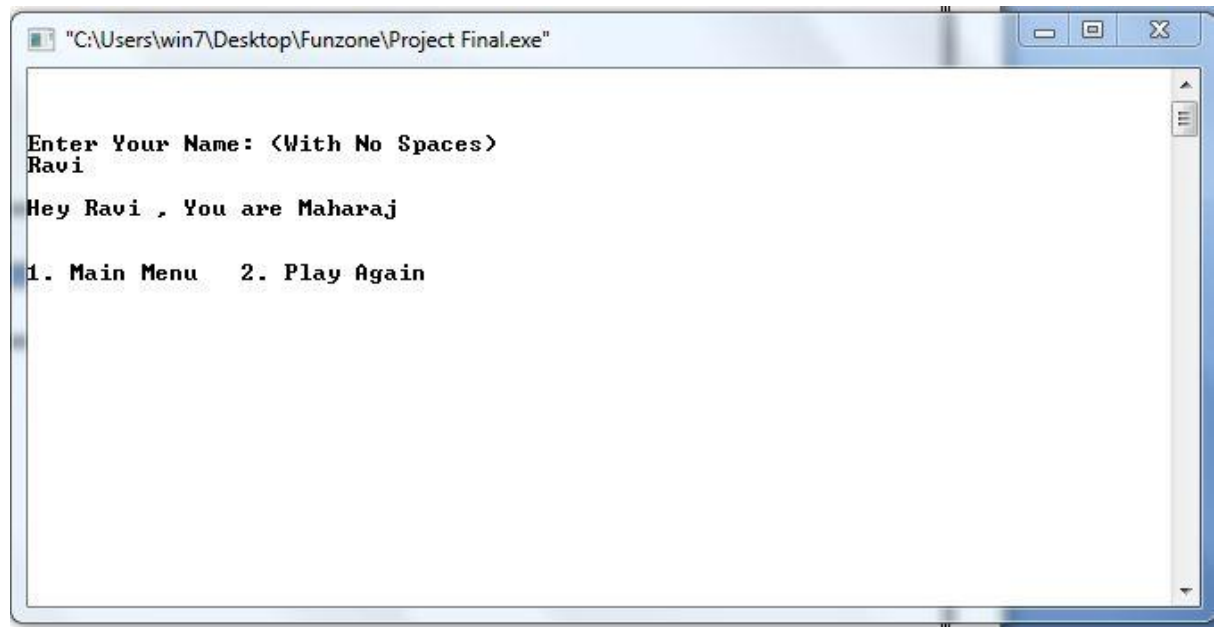 "C:\Users\win7\Desktop\Funzone\Project Final.exe"
Enter Your Name: (With No Spaces)
Ravi
Hey Ravi , You are Maharaj
1. Main Menu   2. Play Again